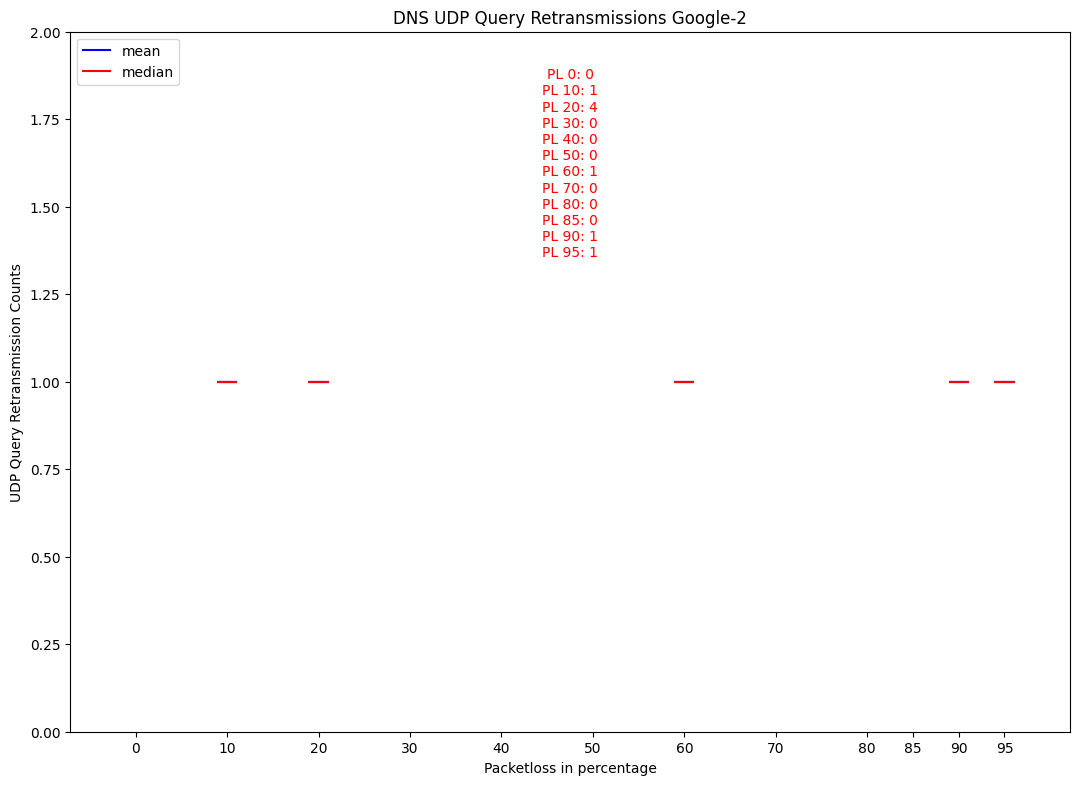 DNS UDP Query Retransmissions Google-2
mean
median
PL 0: 0
PL 10: 1
PL 20: 4
PL 30: 0
PL 40: 0
PL 50: 0
PL 60: 1
PL 70: 0
PL 80: 0
PL 85: 0
PL 90: 1
PL 95: 1
UDP Query Retransmission Counts
2.00
1.75
1.50
1.25
1.00
0.75
0.50
0.25
0.00
0 10 20 30 40 50 60 70 80 85 90 95
Packetloss in percentage